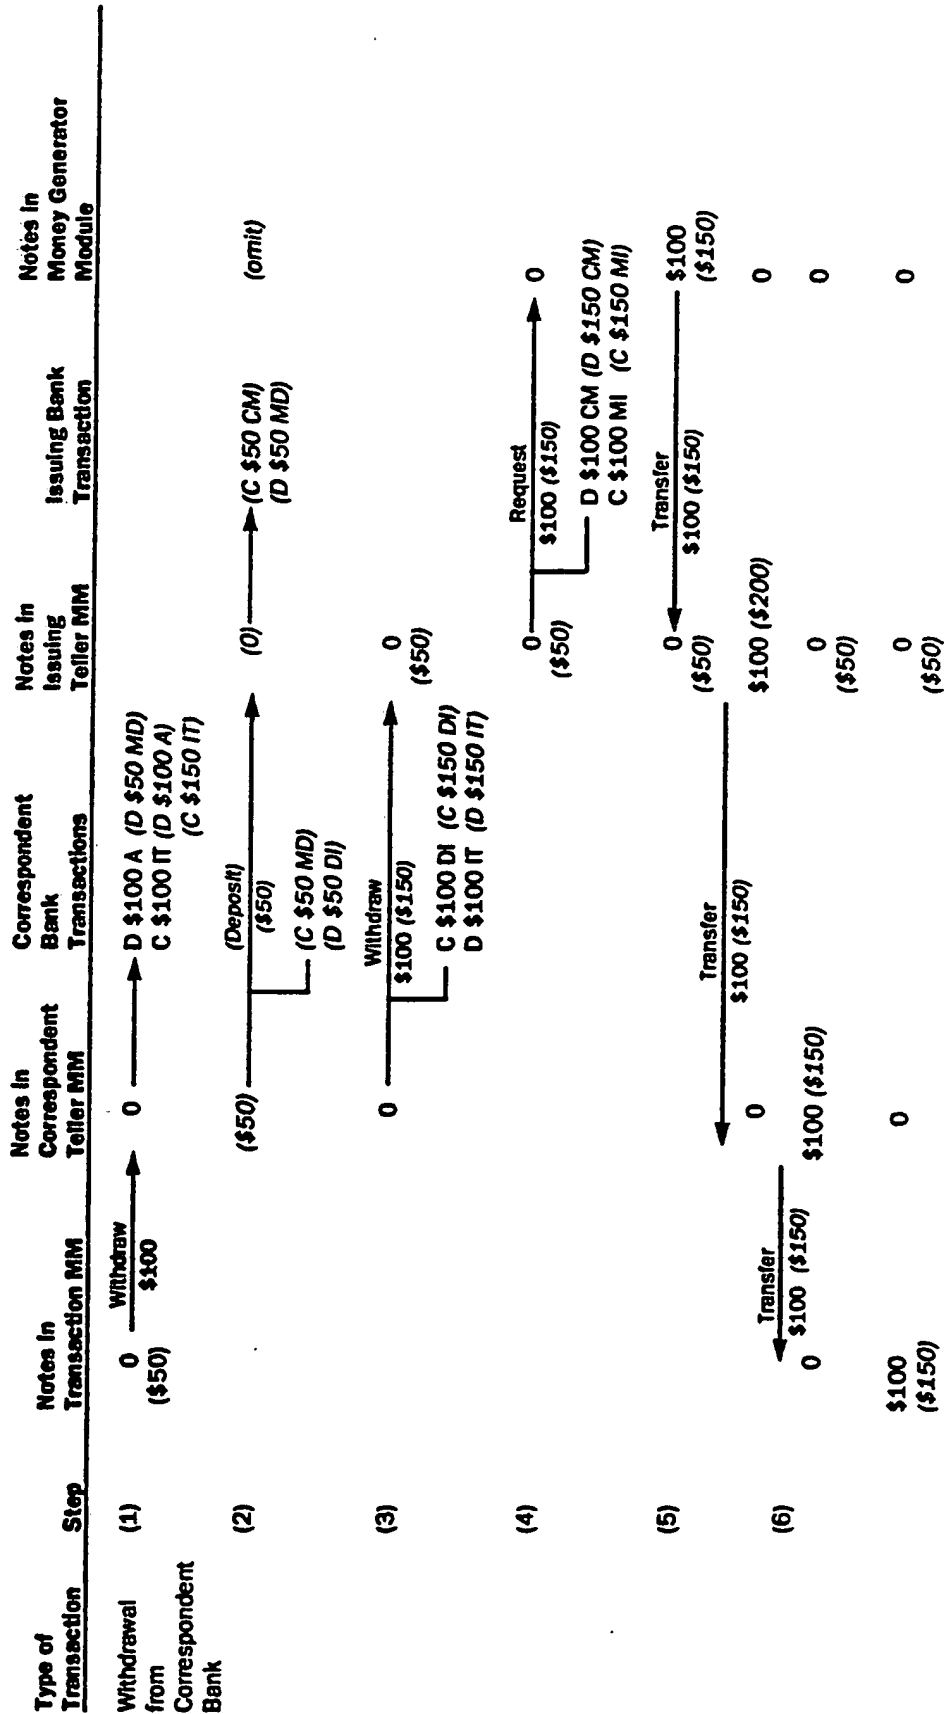 Type of
Transaction
Step
Notes in
Transaction MM
Notes in
Correspondent
Teller MM
Correspondent
Bank
Transactions
Notes in
Issuing
Teller MM
Issuing Bank
Transaction
Notes in
Money Generator
Module
Withdrawal
from
Correspondent
Bank
(1)
0
($50)
Withdraw
$100
0
D $100 A (D $50 MD)
C $100 IT (D $100 A)
(C $150 IT)
(2)
($50)
(Deposit)
($50)
(C $50 MD)
(D $50 DI)
(0)
(C $50 CM)
(D $50 MD)
(omit)
(3)
0
Withdraw
$100 ($150)
C $100 DI (C $150 DI)
D $100 IT (D $150 IT)
0
($50)
(4)
0
($50)
Request
$100 ($150)
D $100 CM (D $150 CM)
C $100 MI (C $150 MI)
0
(5)
0
($50)
Transfer
$100 ($150)
$100
($150)
(6)
Transfer
$100 ($150)
0
$100 ($200)
0
Transfer
$100 ($150)
0
$100 ($150)
0
($50)
0
$100
($150)
0
0
($50)
0